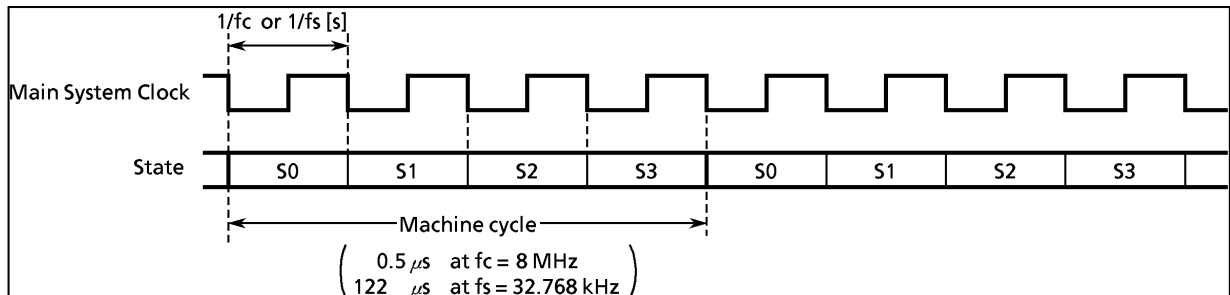 1/fc or 1/fs [s]
Main System Clock
State
S0 S1 S2 S3 S0 S1 S2 S3
Machine cycle
0.5 μs at fc = 8 MHz
122 μs at fs = 32.768 kHz